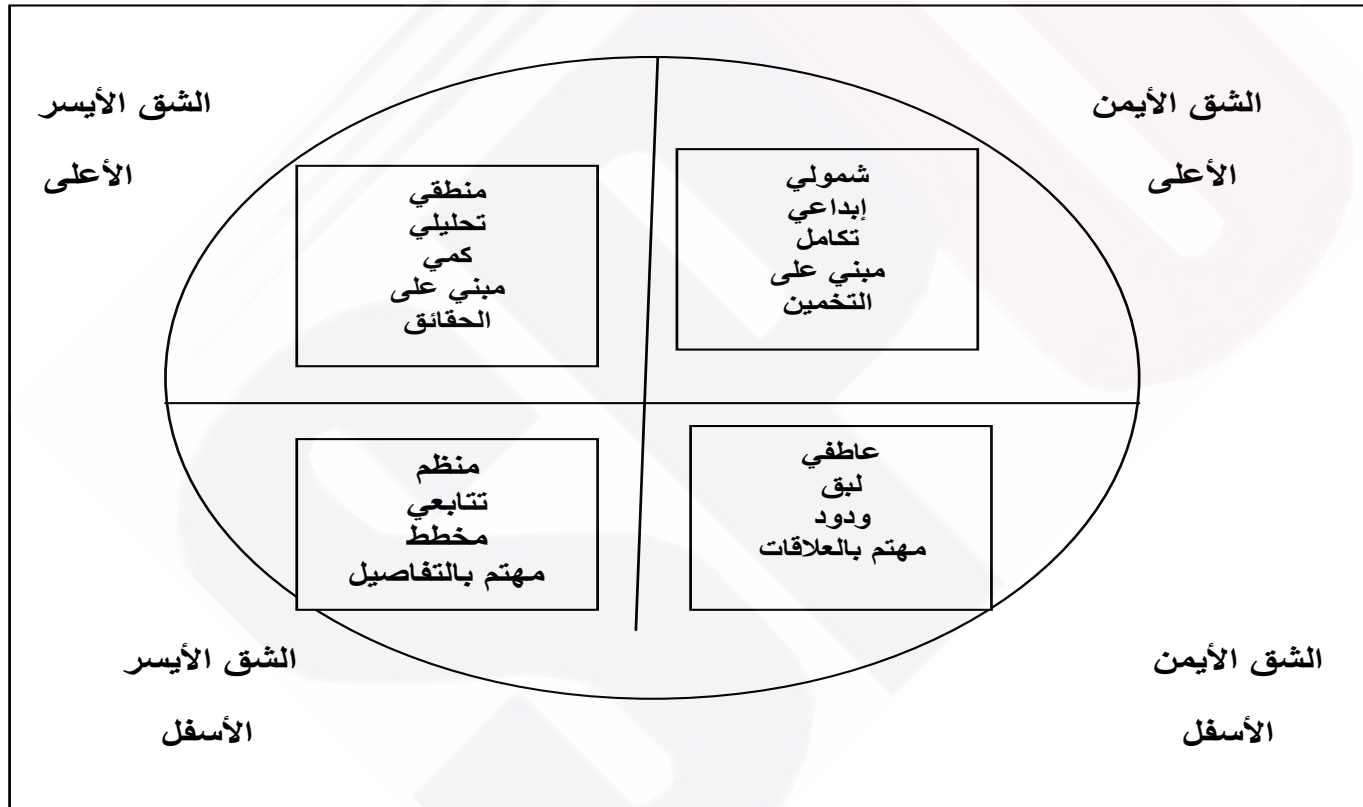 الشق الأيمن
الأعلى
الشق الأيسر
الأعلى
شمولي
إبداعي
تكامل
مبني على
التخمين
منطقي
تحليلي
كمي
مبني على
الحقائق
عاطفي
لبق
ودود
مهتم بالعلاقات
منظم
تتابعي
مخطط
مهتم بالتفاصيل
الشق الأيمن
الأسفل
الشق الأيسر
الأسفل